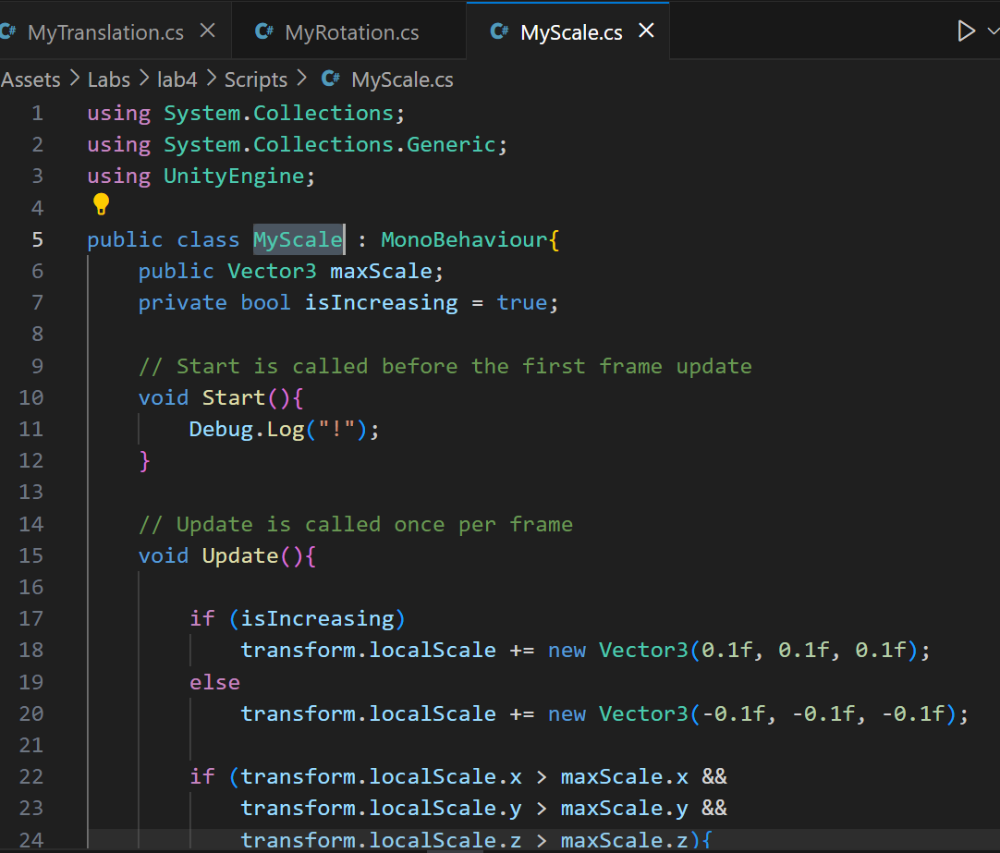 C# MyTranslation.cs × C# MyRotation.cs C# MyScale.cs ×
Assets > Labs > lab4 > Scripts > C# MyScale.cs
1 using System.Collections;
2 using System.Collections.Generic;
3 using UnityEngine;
4
5 public class MyScale : MonoBehaviour{
6     public Vector3 maxScale;
7     private bool isIncreasing = true;
8
9     // Start is called before the first frame update
10     void Start(){
11         Debug.Log("!");
12     }
13
14     // Update is called once per frame
15     void Update(){
16
17         if (isIncreasing)
18             transform.localScale += new Vector3(0.1f, 0.1f, 0.1f);
19         else
20             transform.localScale += new Vector3(-0.1f, -0.1f, -0.1f);
21
22         if (transform.localScale.x > maxScale.x &&
23             transform.localScale.y > maxScale.y &&
24             transform.localScale.z > maxScale.z){